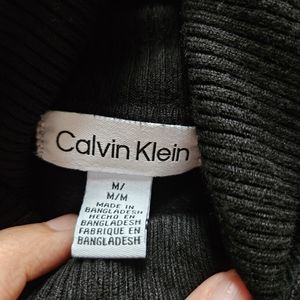 Calvin Klein
M/
M/M
MADE IN
BANGLADESH
HECHO EN
BANGLADESH
FABRIQUE EN
BANGLADESH